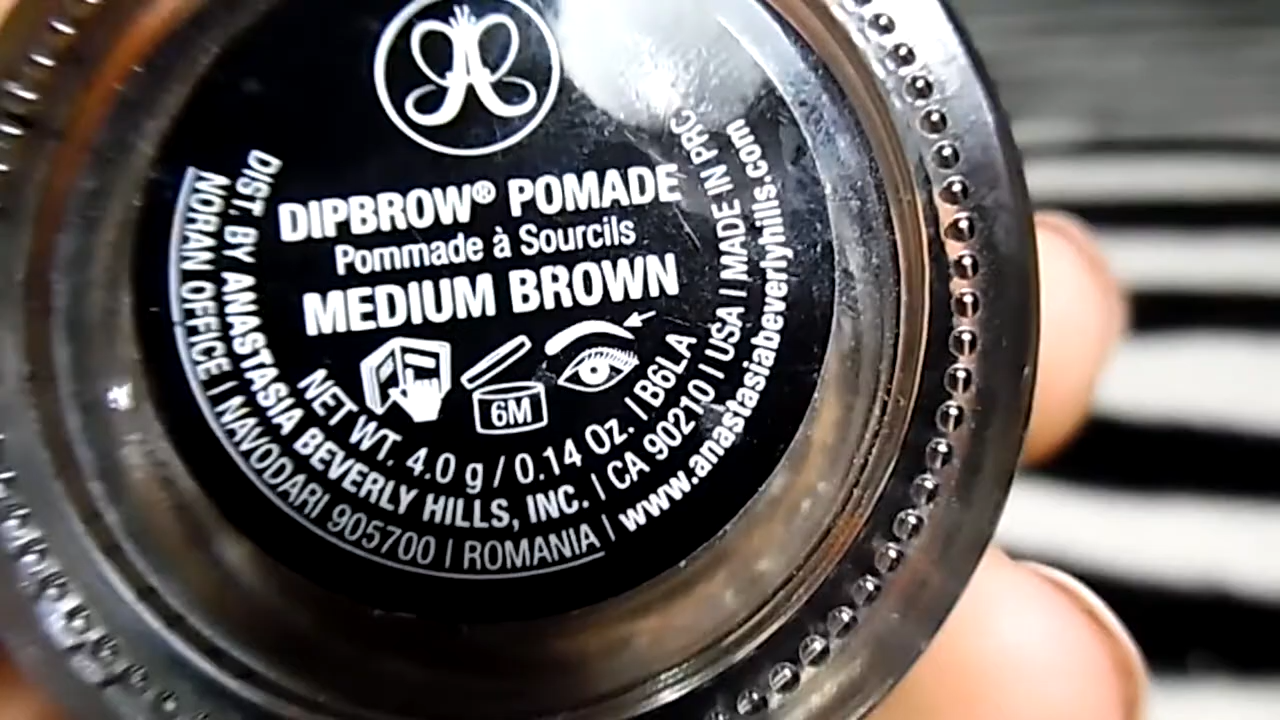 DIPBROW® POMADE
Pommade à Sourcils
MEDIUM BROWN
6M
NET WT. 4.0 g / 0.14 Oz. / B6LA
DIST. BY ANASTASIA BEVERLY HILLS, INC. | CA 90210 | USA | MADE IN PRC
NORAN OFFICE | NAVODARI 905700 | ROMANIA | www.anastasiabeverlyhills.com